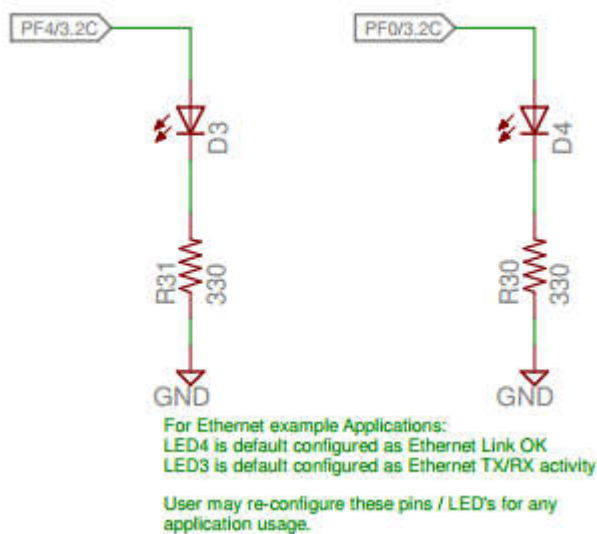 PF4/3.2C PF0/3.2C
D3 D4
R31 330 R30 330
GND GND
For Ethernet example Applications:
LED4 is default configured as Ethernet Link OK
LED3 is default configured as Ethernet TX/RX activity
User may re-configure these pins / LED's for any
application usage.